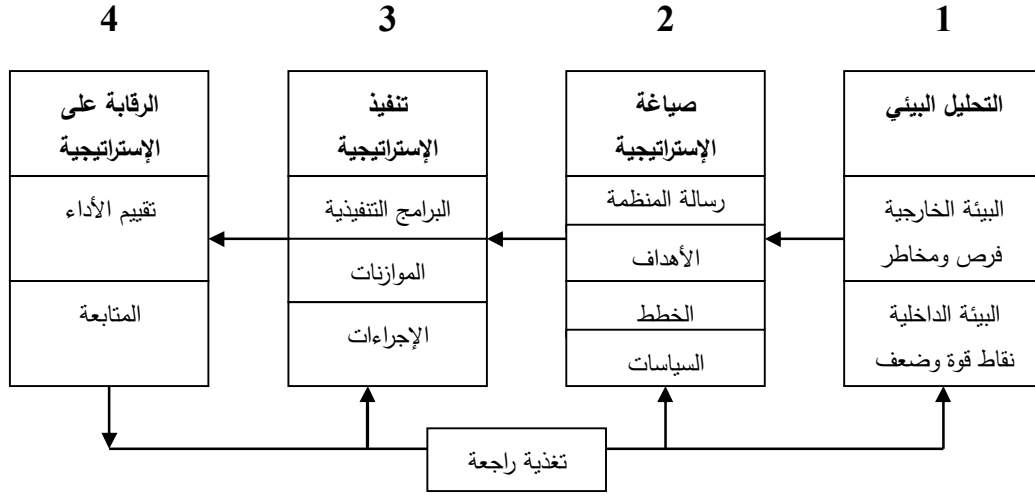 1
2
3
4
التحليل البيئي
البيئة الخارجية
فرص ومخاطر
البيئة الداخلية
نقاط قوة وضعف
صياغة
الإستراتيجية
رسالة المنظمة
الأهداف
الخطط
السياسات
تنفيذ
الإستراتيجية
البرامج التنفيذية
الموازنات
الإجراءات
الرقابة على
الإستراتيجية
تقييم الأداء
المتابعة
تغذية راجعة